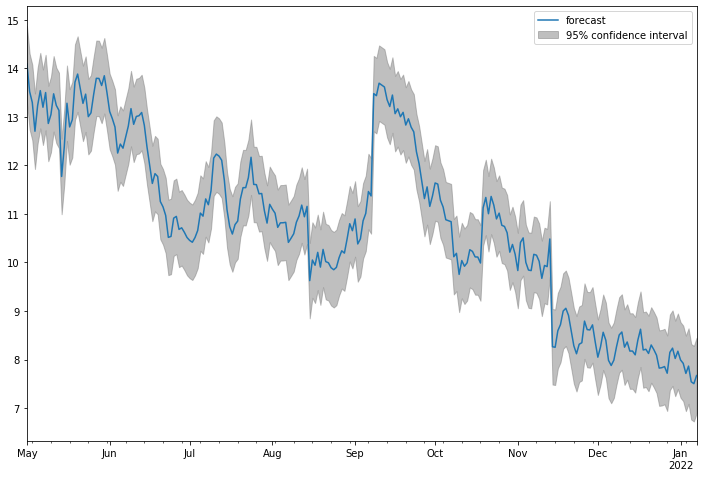 forecast
95% confidence interval
15
14
13
12
11
10
9
8
7
May
Jun
Jul
Aug
Sep
Oct
Nov
Dec
Jan
2022